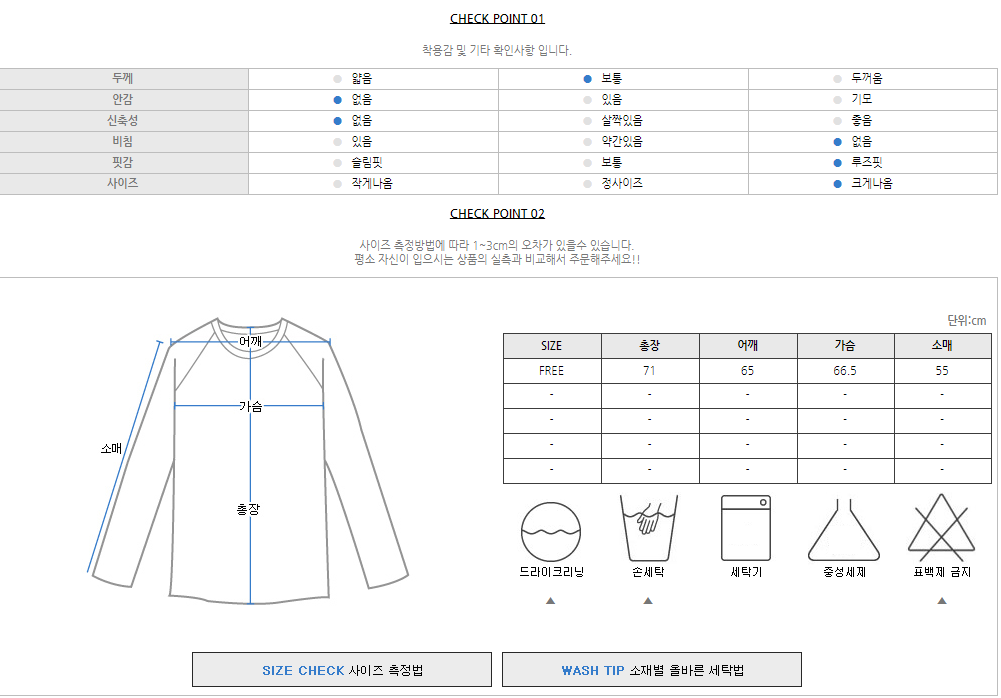 CHECK POINT 01
착용감 및 기타 확인사항 입니다.
두께 얇음 보통 두꺼움
안감 없음 있음 기모
신축성 없음 살짝있음 좋음
비침 있음 약간있음 없음
핏감 슬림핏 보통 루즈핏
사이즈 작게나옴 정사이즈 크게나옴
CHECK POINT 02
사이즈 측정방법에 따라 1~3cm의 오차가 있을수 있습니다.
평소 자신이 입으시는 상품의 실측과 비교해서 주문해주세요!!
어깨
가슴
소매
총장
단위:cm
SIZE 총장 어깨 가슴 소매
FREE 71 65 66.5 55
- - - - -
- - - - -
- - - - -
- - - - -
드라이크리닝 손세탁 세탁기 중성세제 표백제 금지
SIZE CHECK 사이즈 측정법
WASH TIP 소재별 올바른 세탁법